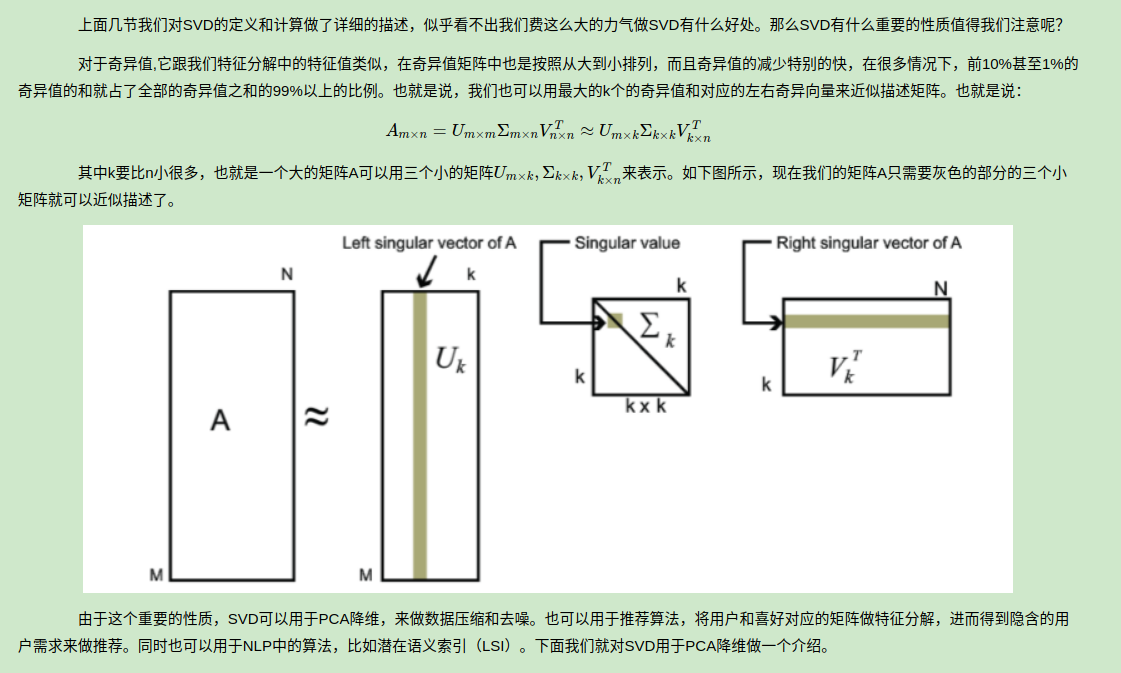 上面几节我们对SVD的定义和计算做了详细的描述，似乎看不出我们费这么大的力气做SVD有什么好处。那么SVD有什么重要的性质值得我们注意呢？
对于奇异值,它跟我们特征分解中的特征值类似，在奇异值矩阵中也是按照从大到小排列，而且奇异值的减少特别的快，在很多情况下，前10%甚至1%的
奇异值的和就占了全部的奇异值之和的99%以上的比例。也就是说，我们也可以用最大的k个的奇异值和对应的左右奇异向量来近似描述矩阵。也就是说：
$A_{m×n} = U_{m×m}Σ_{m×n}V^T_{n×n} ≈ U_{m×k}Σ_{k×k}V^T_{k×n}$
其中k要比n小很多，也就是一个大的矩阵A可以用三个小的矩阵$U_{m×k}, Σ_{k×k}, V^T_{k×n}$来表示。如下图所示，现在我们的矩阵A只需要灰色的部分的三个小
矩阵就可以近似描述了。
Left singular vector of A
Singular value
Right singular vector of A
N
k
k
N
$U_k$
$Σ_k$
$V_k^T$
k
k
k x k
A
≈
M
M
由于这个重要的性质，SVD可以用于PCA降维，来做数据压缩和去噪。也可以用于推荐算法，将用户和喜好对应的矩阵做特征分解，进而得到隐含的用
户需求来做推荐。同时也可以用于NLP中的算法，比如潜在语义索引（LSI）。下面我们就对SVD用于PCA降维做一个介绍。